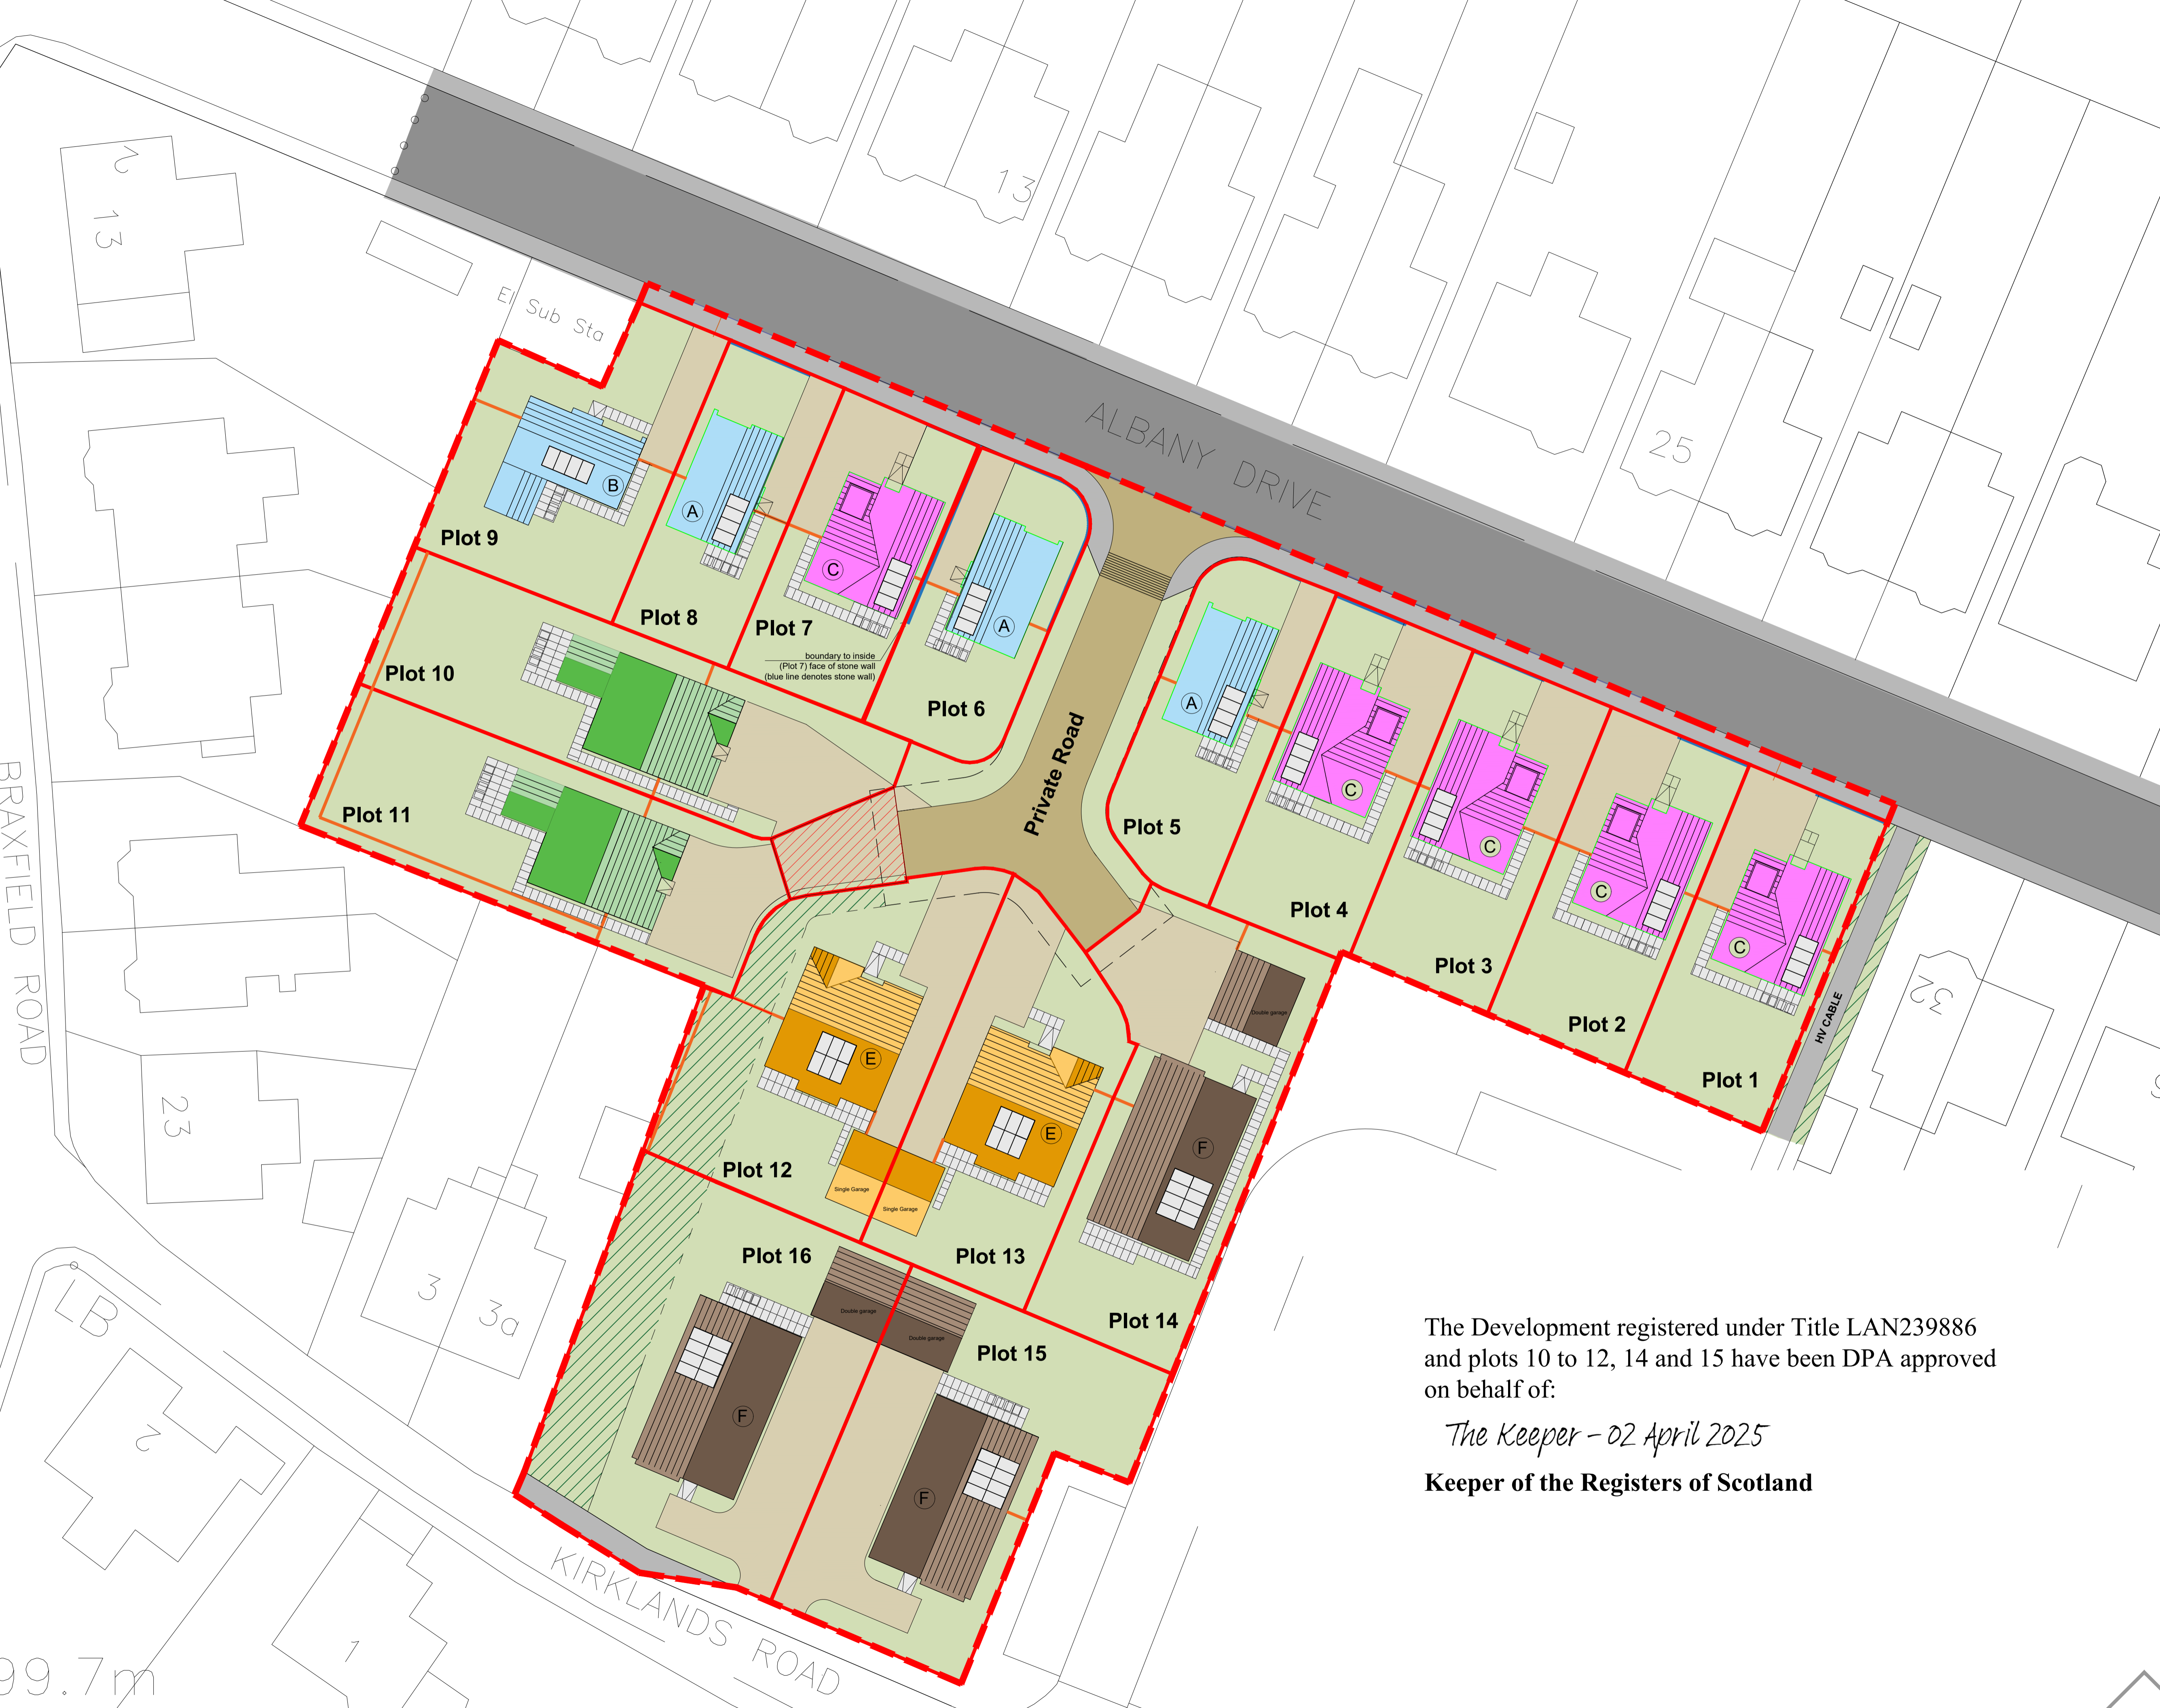 13
2
13
El Sub Sta
ALBANY DRIVE
25
B
A
C
A
Plot 9
Plot 8
Plot 7
boundary to inside
(Plot 7) face of stone wall
(blue line denotes stone wall)
Plot 6
Plot 10
Plot 11
Private Road
A
C
C
C
C
Plot 5
Plot 4
Plot 3
Plot 2
Plot 1
HV CABLE
32
BRAXFIELD ROAD
23
3
3a
LB
2
1
99.7m
E
E
F
Double garage
Plot 12
Single Garage
Single Garage
Plot 13
Plot 14
Plot 16
Double garage
Double garage
Plot 15
F
F
KIRKLANDS ROAD
The Development registered under Title LAN239886
and plots 10 to 12, 14 and 15 have been DPA approved
on behalf of:
The Keeper – 02 April 2025
Keeper of the Registers of Scotland